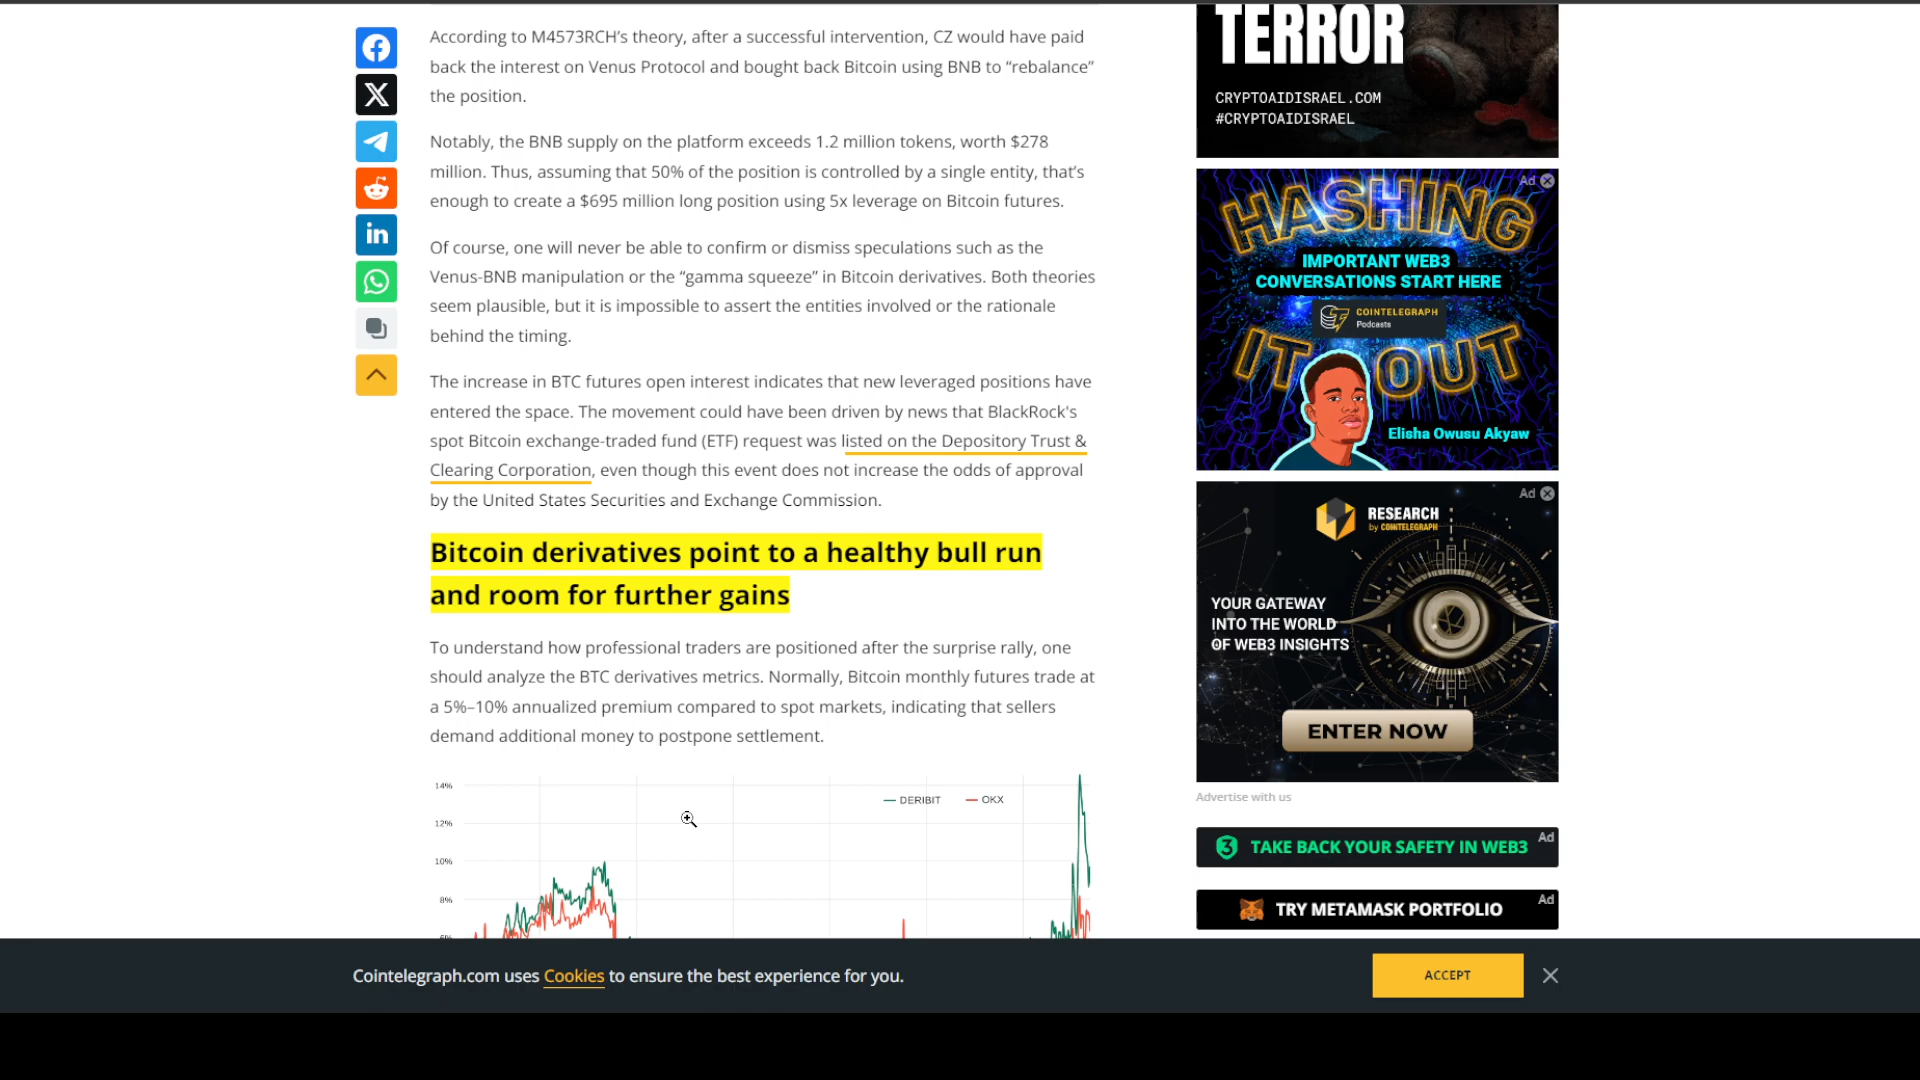 According to M4573RCH's theory, after a successful intervention, CZ would have paid
back the interest on Venus Protocol and bought back Bitcoin using BNB to “rebalance”
the position.
Notably, the BNB supply on the platform exceeds 1.2 million tokens, worth $278
million. Thus, assuming that 50% of the position is controlled by a single entity, that's
enough to create a $695 million long position using 5x leverage on Bitcoin futures.
Of course, one will never be able to confirm or dismiss speculations such as the
Venus-BNB manipulation or the “gamma squeeze” in Bitcoin derivatives. Both theories
seem plausible, but it is impossible to assert the entities involved or the rationale
behind the timing.
The increase in BTC futures open interest indicates that new leveraged positions have
entered the space. The movement could have been driven by news that BlackRock's
spot Bitcoin exchange-traded fund (ETF) request was listed on the Depository Trust &
Clearing Corporation, even though this event does not increase the odds of approval
by the United States Securities and Exchange Commission.
Bitcoin derivatives point to a healthy bull run
and room for further gains
To understand how professional traders are positioned after the surprise rally, one
should analyze the BTC derivatives metrics. Normally, Bitcoin monthly futures trade at
a 5%–10% annualized premium compared to spot markets, indicating that sellers
demand additional money to postpone settlement.
14%
DERIBIT OKX
12%
10%
8%
6%
TERROR
CRYPTOAIDISRAEL.COM
#CRYPTOAIDISRAEL
Ad
HASHING
IMPORTANT WEB3
CONVERSATIONS START HERE
COINTELEGRAPH
Podcasts
IT OUT
Elisha Owusu Akyaw
Ad
RESEARCH
by COINTELEGRAPH
YOUR GATEWAY
INTO THE WORLD
OF WEB3 INSIGHTS
ENTER NOW
Advertise with us
3 TAKE BACK YOUR SAFETY IN WEB3 Ad
TRY METAMASK PORTFOLIO Ad
Cointelegraph.com uses Cookies to ensure the best experience for you.
ACCEPT